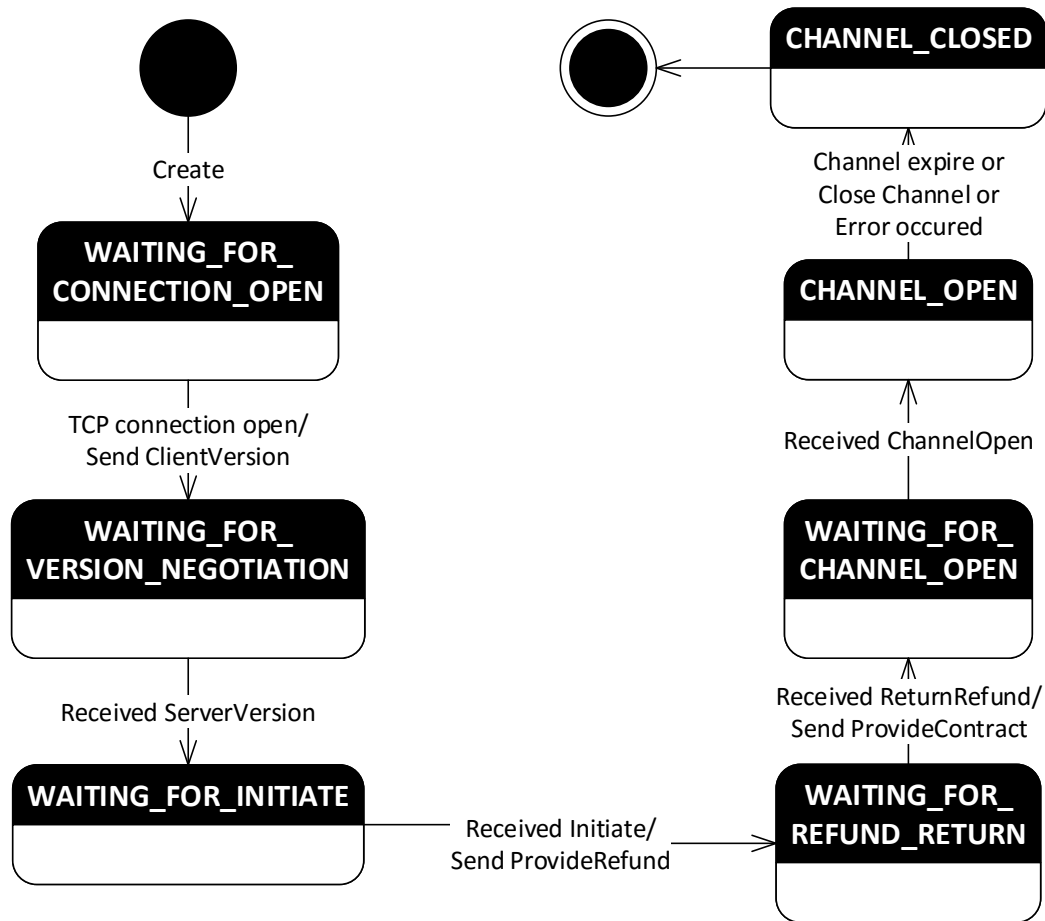 Create
WAITING_FOR_
CONNECTION_OPEN
TCP connection open/
Send ClientVersion
WAITING_FOR_
VERSION_NEGOTIATION
Received ServerVersion
WAITING_FOR_INITIATE
Received Initiate/
Send ProvideRefund
WAITING_FOR_
REFUND_RETURN
Received ReturnRefund/
Send ProvideContract
WAITING_FOR_
CHANNEL_OPEN
Received ChannelOpen
CHANNEL_OPEN
Channel expire or
Close Channel or
Error occured
CHANNEL_CLOSED